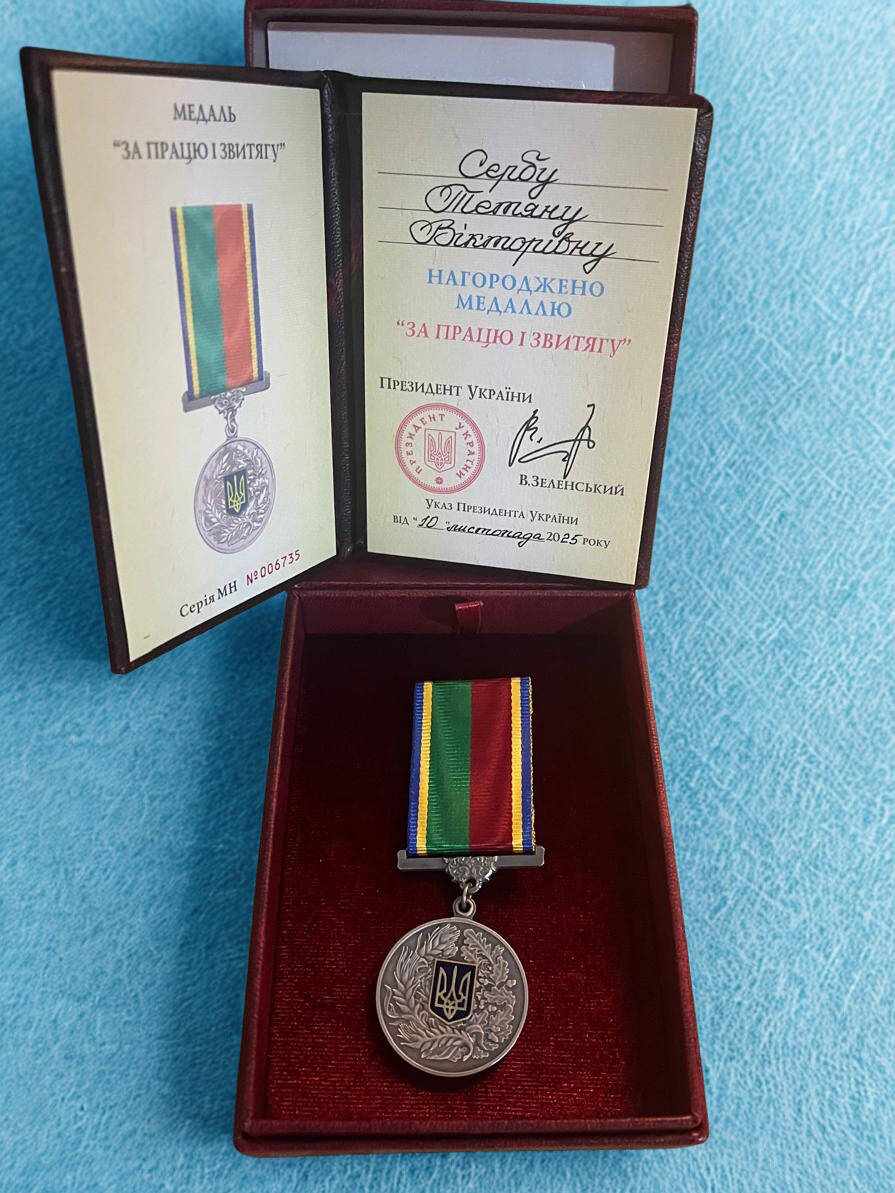 МЕДАЛЬ
“ЗА ПРАЦЮ І ЗВИТЯГУ”
Серія МН №006735
Сербу
Тетяну
Вікторівну
НАГОРОДЖЕНО
МЕДАЛЛЮ
“ЗА ПРАЦЮ І ЗВИТЯГУ”
ПРЕЗИДЕНТ УКРАЇНИ
ПРЕЗИДЕНТ УКРАЇНИ
В.ЗЕЛЕНСЬКИЙ
УКАЗ ПРЕЗИДЕНТА УКРАЇНИ
ВІД “10” листопада 2025 РОКУ